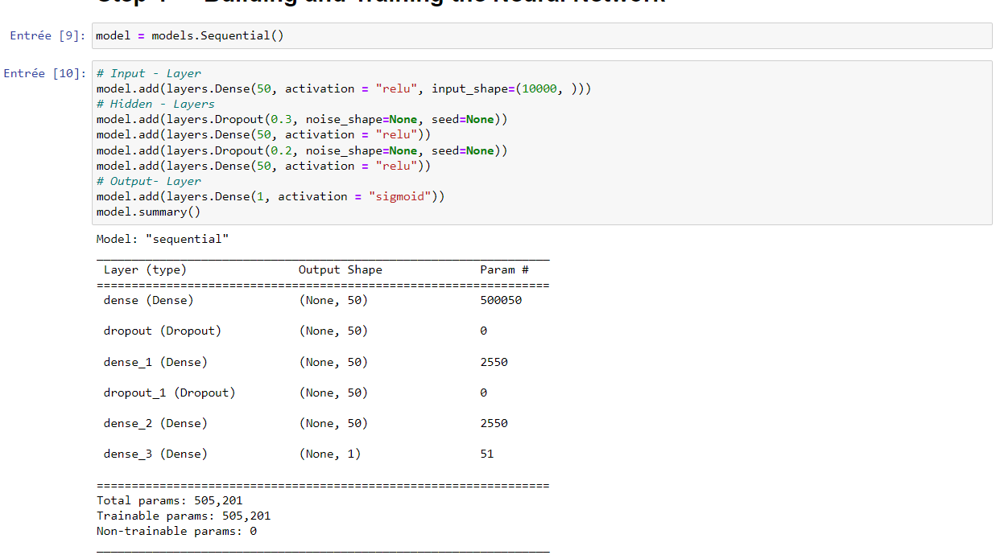 Building and Training the Neural Network
Entrée [9]: model = models.Sequential()
Entrée [10]: # Input - Layer
model.add(layers.Dense(50, activation = "relu", input_shape=(10000, )))
# Hidden - Layers
model.add(layers.Dropout(0.3, noise_shape=None, seed=None))
model.add(layers.Dense(50, activation = "relu"))
model.add(layers.Dropout(0.2, noise_shape=None, seed=None))
model.add(layers.Dense(50, activation = "relu"))
# Output- Layer
model.add(layers.Dense(1, activation = "sigmoid"))
model.summary()
Model: "sequential"
Layer (type) Output Shape Param #
dense (Dense) (None, 50) 500050
dropout (Dropout) (None, 50) 0
dense_1 (Dense) (None, 50) 2550
dropout_1 (Dropout) (None, 50) 0
dense_2 (Dense) (None, 50) 2550
dense_3 (Dense) (None, 1) 51
Total params: 505,201
Trainable params: 505,201
Non-trainable params: 0